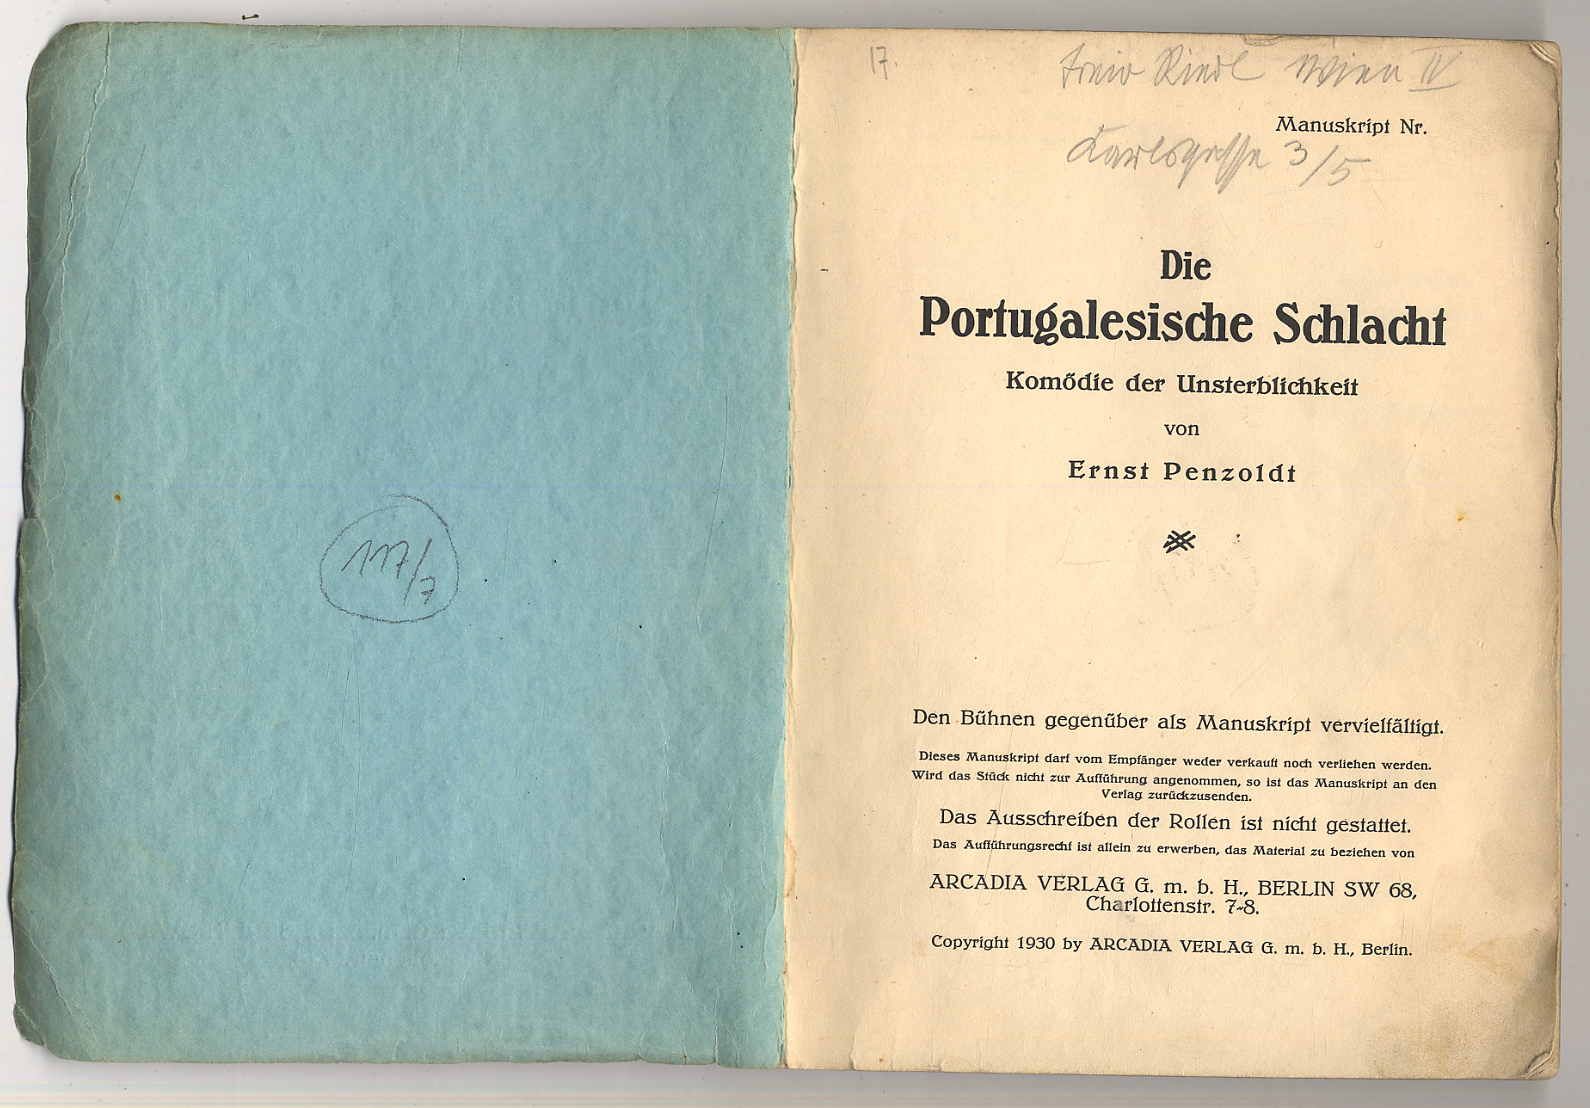 117/7
17.
Riedl Wien IV
Manuskript Nr.
Karlsgasse 3/5
Die
Portugalesische Schlacht
Komödie der Unsterblichkeit
von
Ernst Penzoldt
Den Bühnen gegenüber als Manuskript vervielfältigt.
Dieses Manuskript darf vom Empfänger weder verkauft noch verliehen werden.
Wird das Stück nicht zur Aufführung angenommen, so ist das Manuskript an den
Verlag zurückzusenden.
Das Ausschreiben der Rollen ist nicht gestattet.
Das Aufführungsrecht ist allein zu erwerben, das Material zu beziehen von
ARCADIA VERLAG G. m. b. H., BERLIN SW 68,
Charlottenstr. 7-8.
Copyright 1930 by ARCADIA VERLAG G. m. b. H., Berlin.